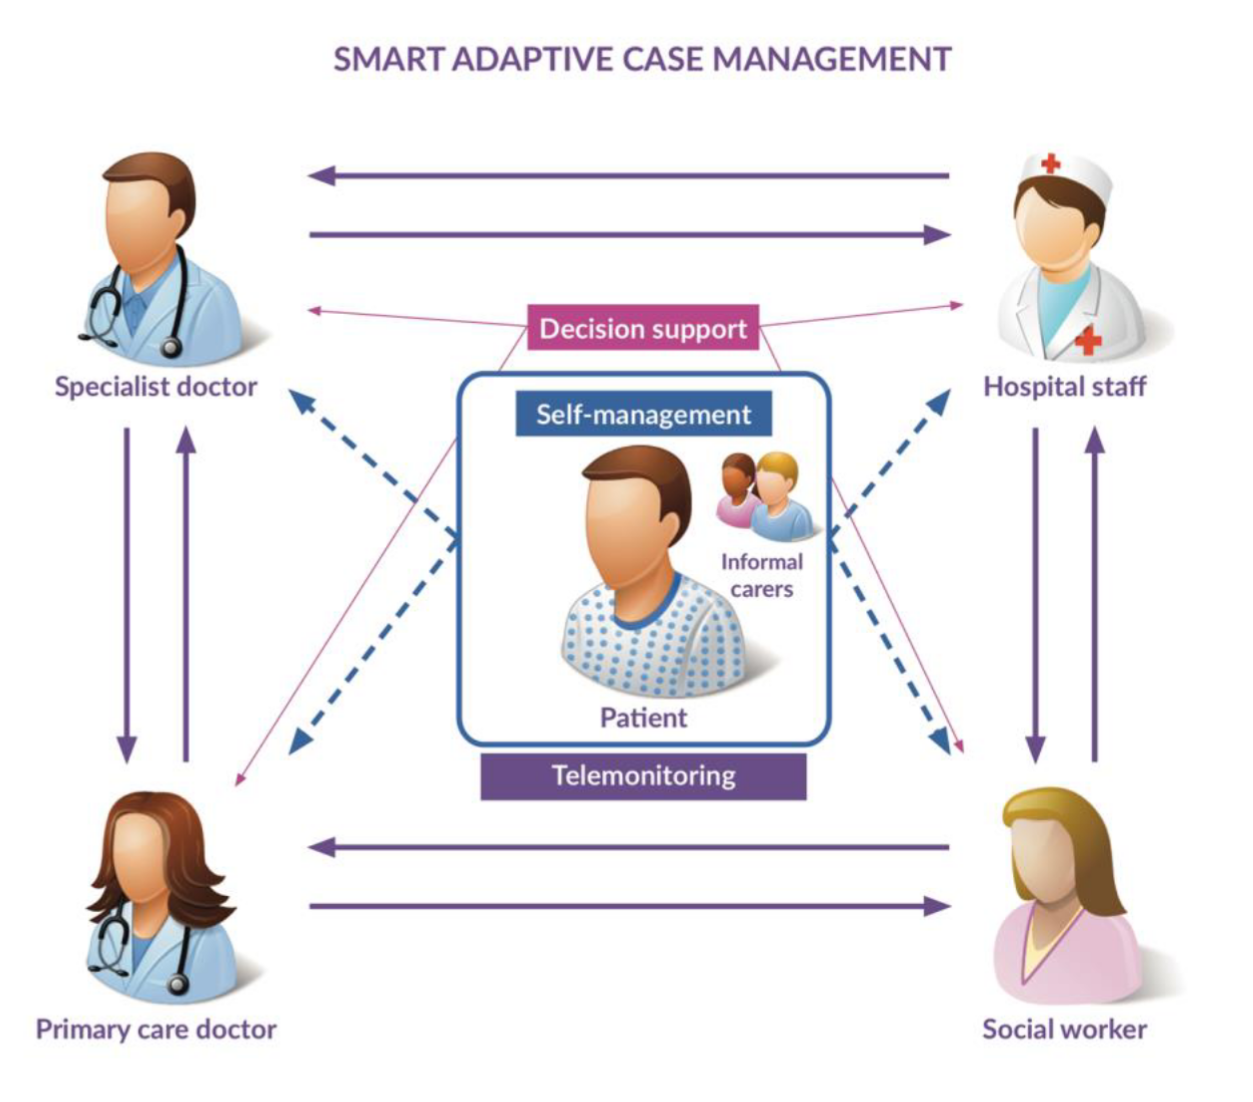 SMART ADAPTIVE CASE MANAGEMENT
Decision support
Specialist doctor
Hospital staff
Self-management
Informal
carers
Patient
Telemonitoring
Primary care doctor
Social worker